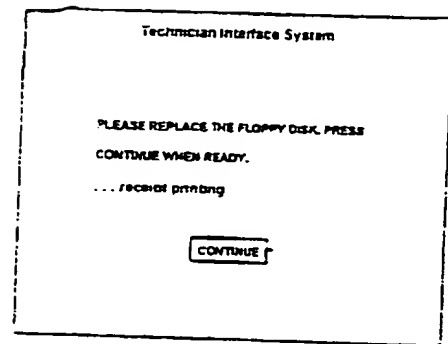 Technician Interface System
PLEASE REPLACE THE FLOPPY DISK. PRESS
CONTINUE WHEN READY.
... receipt printing
CONTINUE